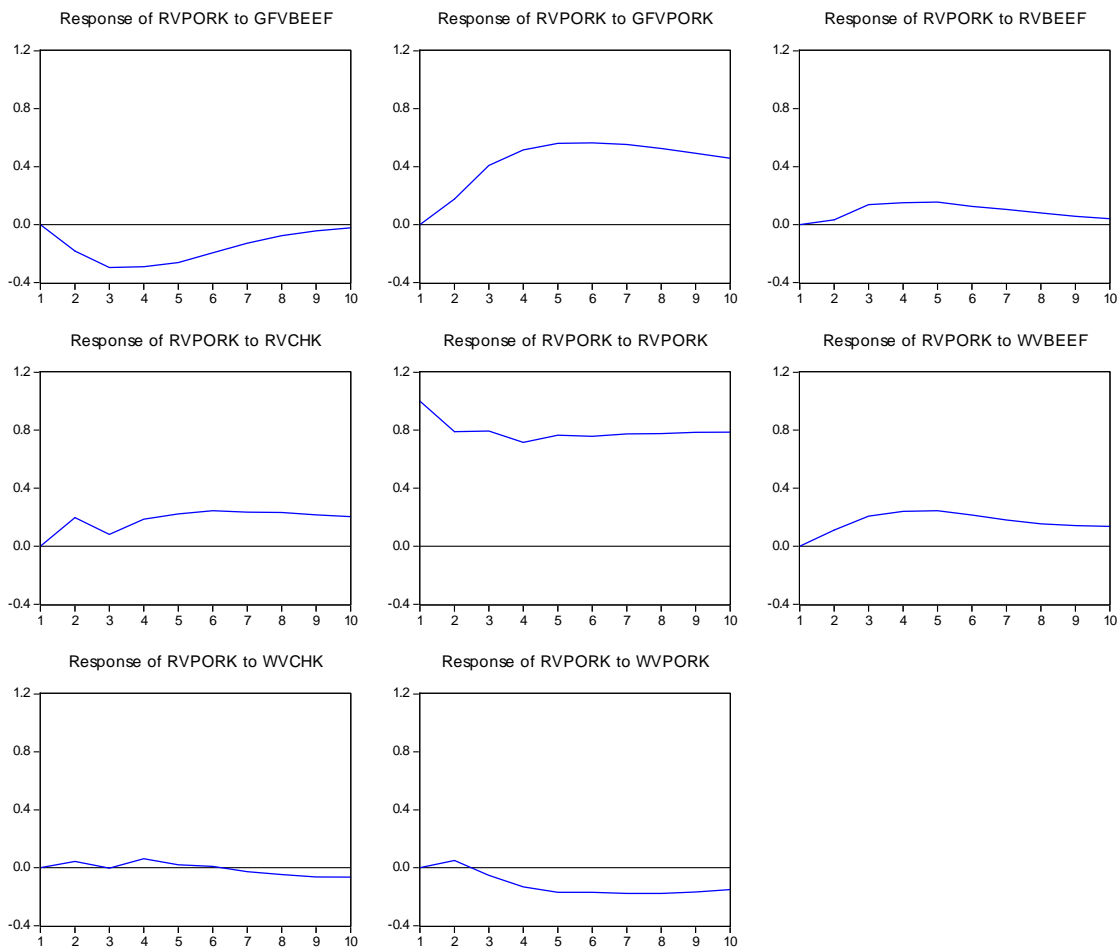 Response of RVPORK to GFVBEEF
1.2
0.8
0.4
0.0
-0.4
1 2 3 4 5 6 7 8 9 10
Response of RVPORK to GFVPORK
1.2
0.8
0.4
0.0
-0.4
1 2 3 4 5 6 7 8 9 10
Response of RVPORK to RVBEEF
1.2
0.8
0.4
0.0
-0.4
1 2 3 4 5 6 7 8 9 10
Response of RVPORK to RVCHK
1.2
0.8
0.4
0.0
-0.4
1 2 3 4 5 6 7 8 9 10
Response of RVPORK to RVPORK
1.2
0.8
0.4
0.0
-0.4
1 2 3 4 5 6 7 8 9 10
Response of RVPORK to WVBEEF
1.2
0.8
0.4
0.0
-0.4
1 2 3 4 5 6 7 8 9 10
Response of RVPORK to WVCHK
1.2
0.8
0.4
0.0
-0.4
1 2 3 4 5 6 7 8 9 10
Response of RVPORK to WVPORK
1.2
0.8
0.4
0.0
-0.4
1 2 3 4 5 6 7 8 9 10